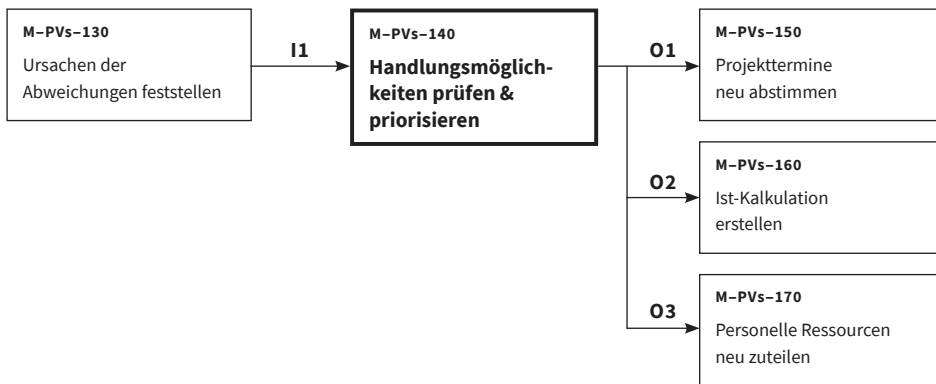 M–PVs–130
Ursachen der
Abweichungen feststellen
I1
M–PVs–140
Handlungsmöglich-
keiten prüfen &
priorisieren
O1
M–PVs–150
Projekttermine
neu abstimmen
O2
M–PVs–160
Ist-Kalkulation
erstellen
O3
M–PVs–170
Personelle Ressourcen
neu zuteilen